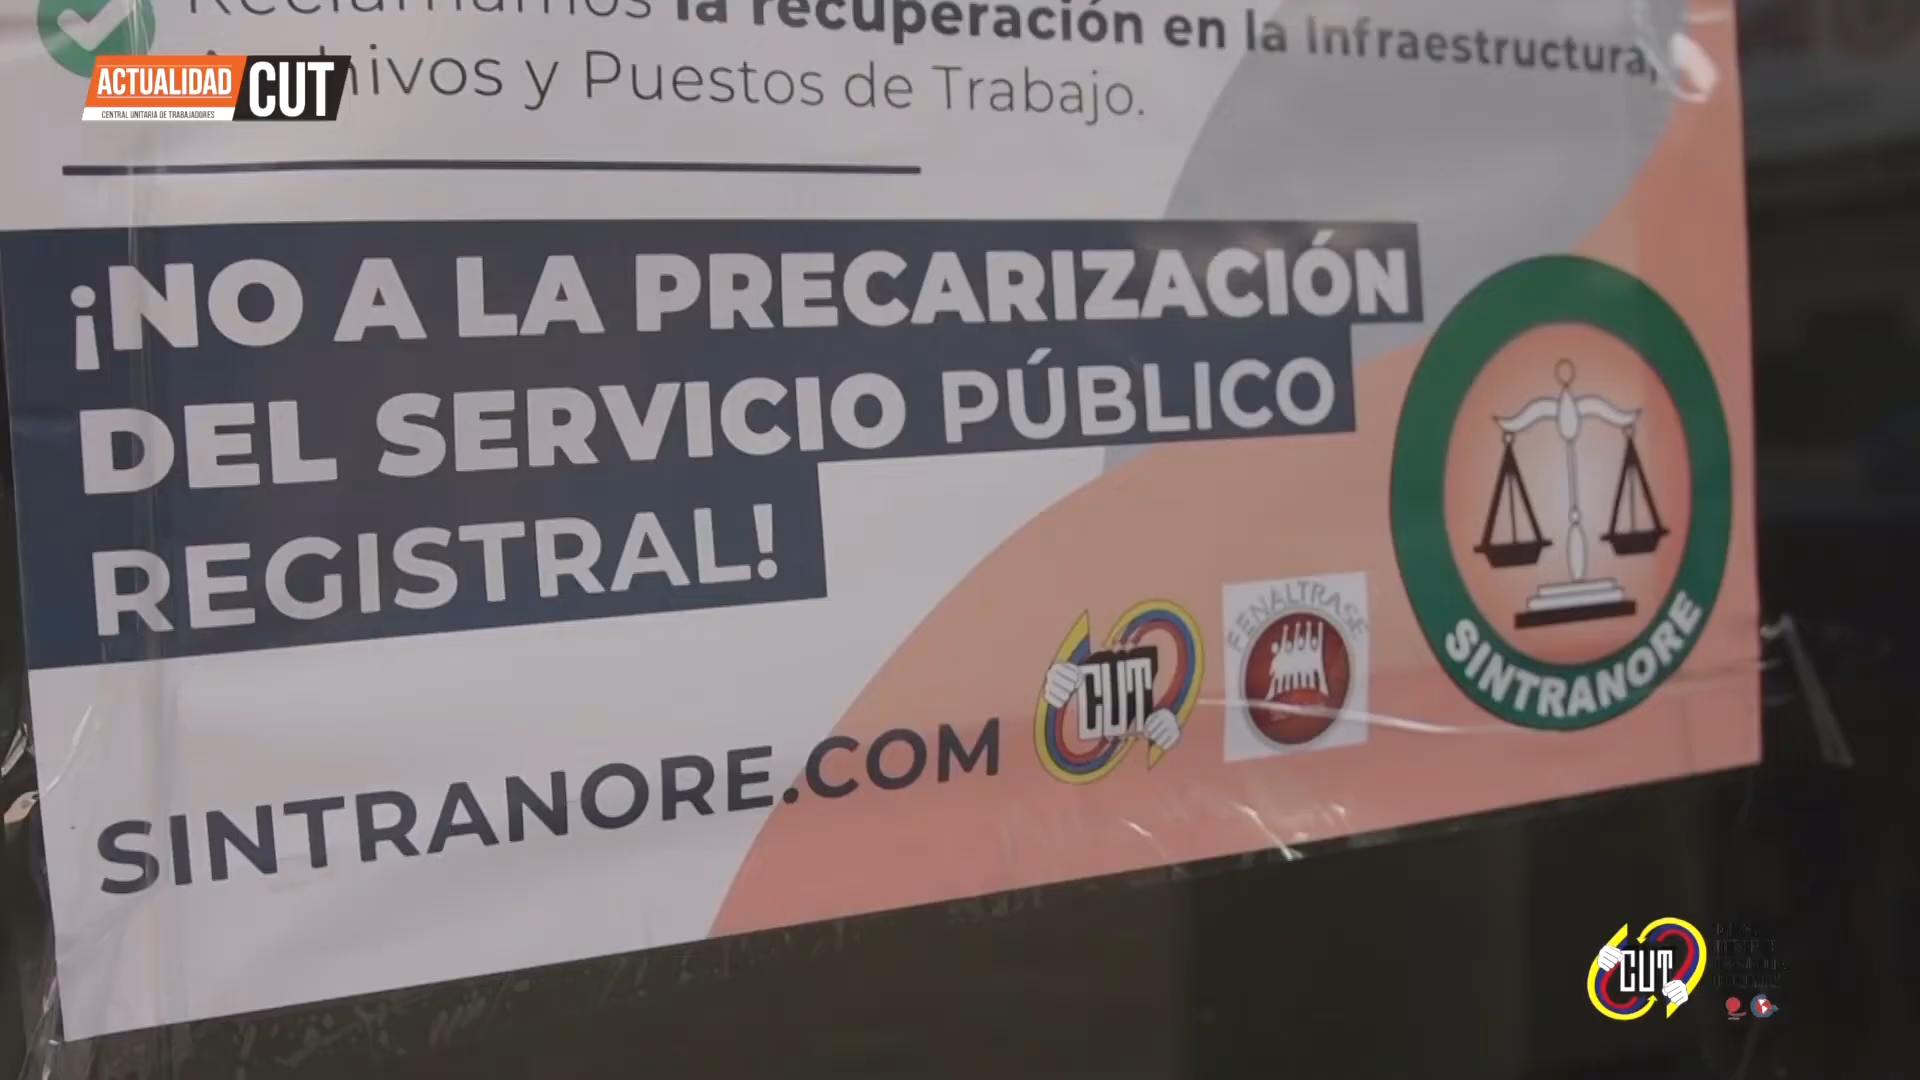 Reclamamos la recuperación en la Infraestructura,
y Puestos de Trabajo.
ACTUALIDAD CUT
CENTRAL UNITARIA DE TRABAJADORES
¡NO A LA PRECARIZACIÓN
DEL SERVICIO PÚBLICO
REGISTRAL!
SINTRANORE.COM
CUT
FENALTRASE
SINTRANORE
CUT